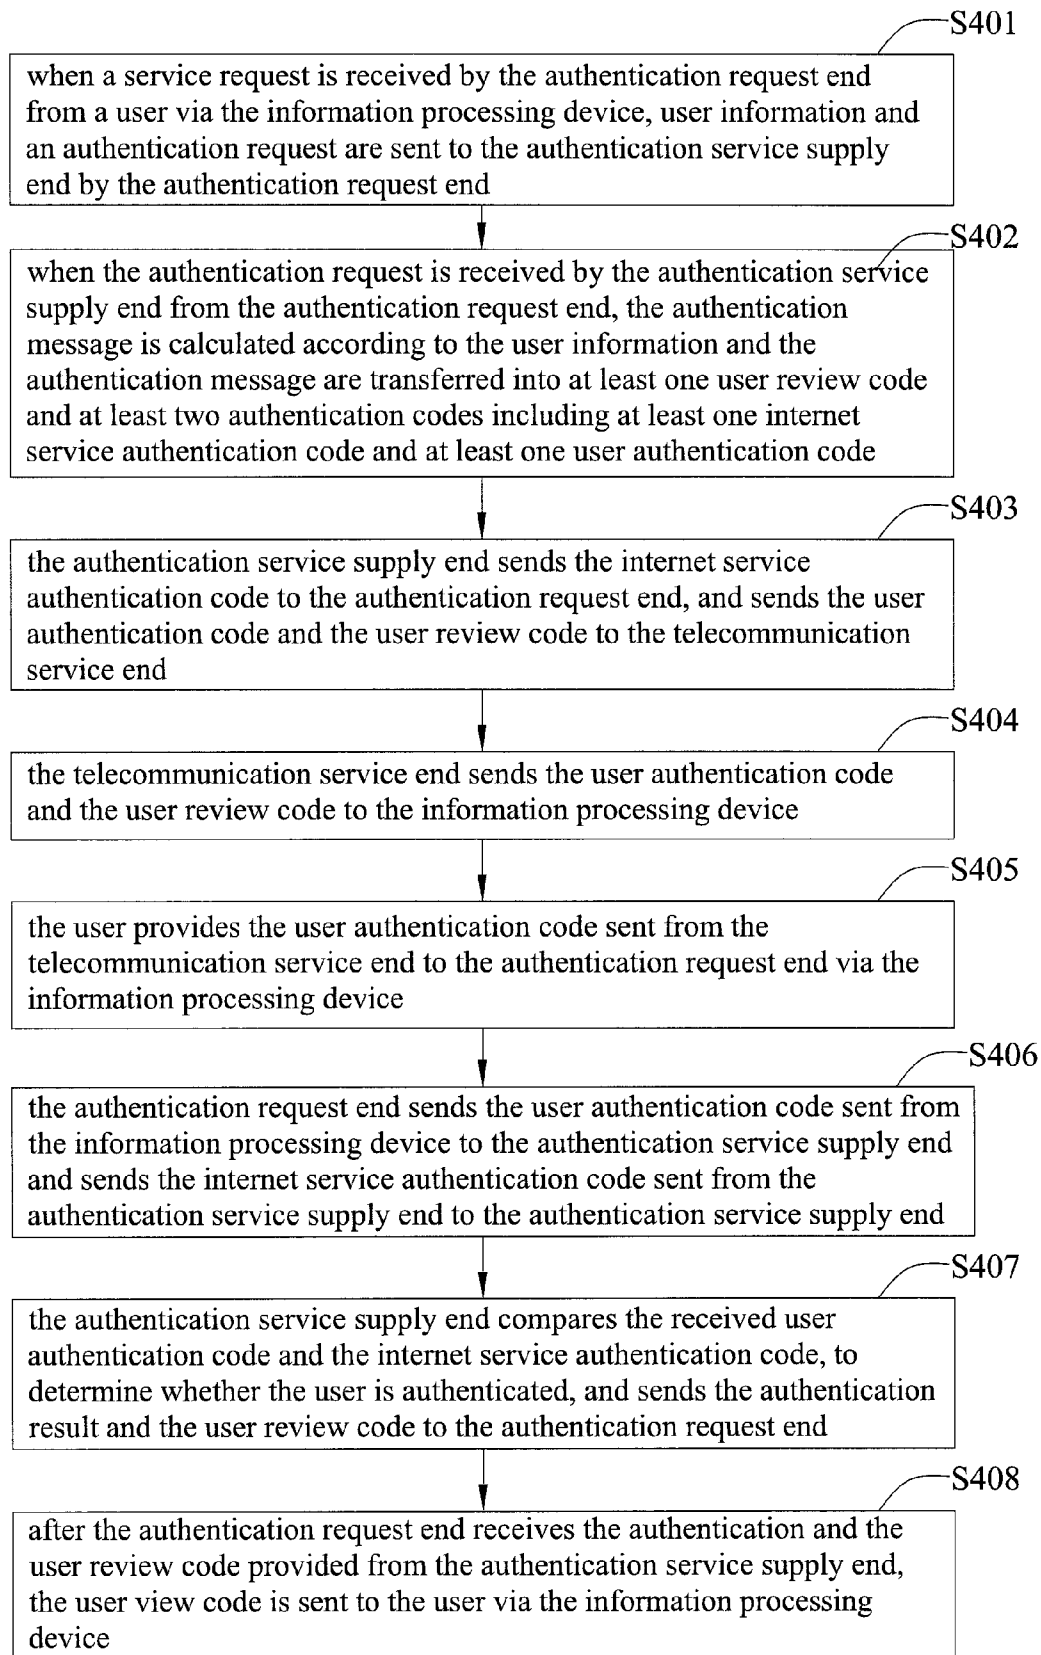 S401
when a service request is received by the authentication request end
from a user via the information processing device, user information and
an authentication request are sent to the authentication service supply
end by the authentication request end
S402
when the authentication request is received by the authentication service
supply end from the authentication request end, the authentication
message is calculated according to the user information and the
authentication message are transferred into at least one user review code
and at least two authentication codes including at least one internet
service authentication code and at least one user authentication code
S403
the authentication service supply end sends the internet service
authentication code to the authentication request end, and sends the user
authentication code and the user review code to the telecommunication
service end
S404
the telecommunication service end sends the user authentication code
and the user review code to the information processing device
S405
the user provides the user authentication code sent from the
telecommunication service end to the authentication request end via the
information processing device
S406
the authentication request end sends the user authentication code sent from
the information processing device to the authentication service supply end
and sends the internet service authentication code sent from the
authentication service supply end to the authentication service supply end
S407
the authentication service supply end compares the received user
authentication code and the internet service authentication code, to
determine whether the user is authenticated, and sends the authentication
result and the user review code to the authentication request end
S408
after the authentication request end receives the authentication and the
user review code provided from the authentication service supply end,
the user view code is sent to the user via the information processing
device